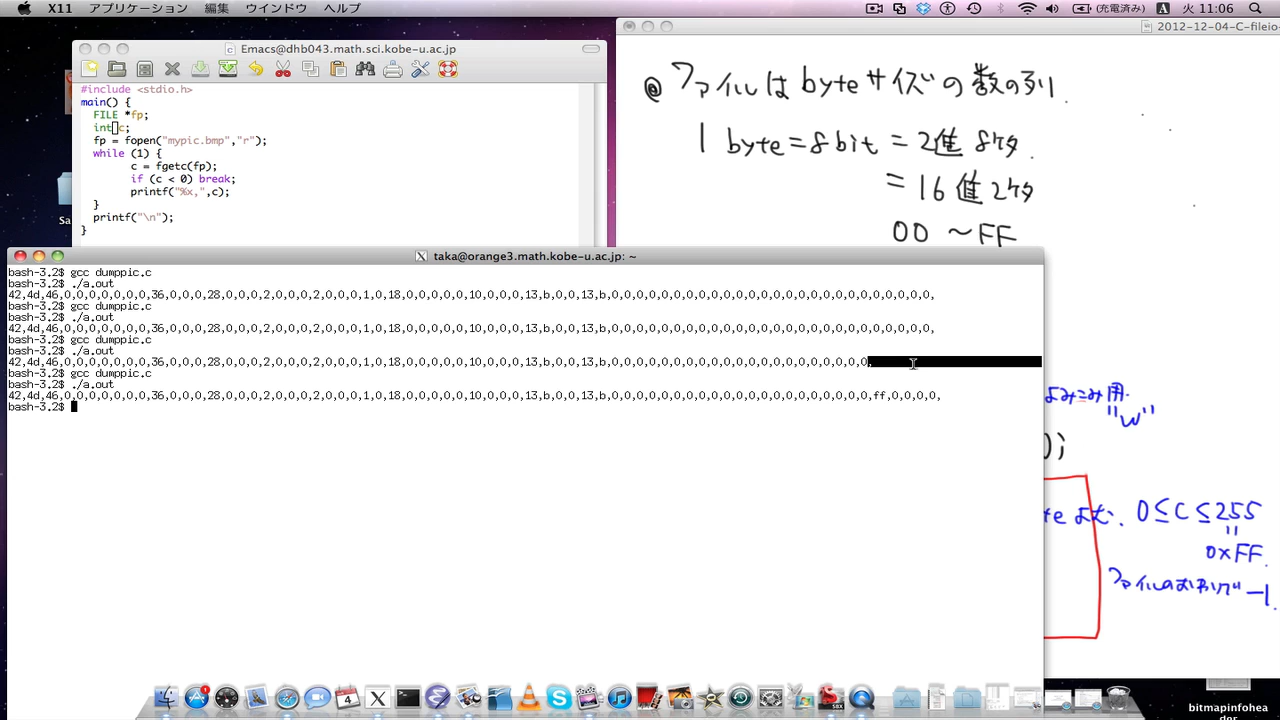 X11 アプリケーション 編集 ウインドウ ヘルプ
(充電済み) A 火 11:06
Emacs@dhb043.math.sci.kobe-u.ac.jp
#include <stdio.h>
main() {
FILE *fp;
int c;
fp = fopen("mypic.bmp","r");
while (1) {
c = fgetc(fp);
if (c < 0) break;
printf("%x,",c);
}
printf("\n");
}
2012-12-04-C-fileio-
@ ファイルは byteサイズの数の列.
1 byte = 8 bit = 2進 8ケタ.
= 16進 2ケタ
00 ~ FF
taka@orange3.math.kobe-u.ac.jp: ~
bash-3.2$ gcc dumppic.c
bash-3.2$ ./a.out
42,4d,46,0,0,0,0,0,0,0,36,0,0,0,28,0,0,0,2,0,0,0,2,0,0,0,1,0,18,0,0,0,0,0,10,0,0,0,13,b,0,0,13,b,0,0,0,0,0,0,0,0,0,0,0,0,0,0,0,0,0,0,0,0,0,0,0,0,0,0,
bash-3.2$ gcc dumppic.c
bash-3.2$ ./a.out
42,4d,46,0,0,0,0,0,0,0,36,0,0,0,28,0,0,0,2,0,0,0,2,0,0,0,1,0,18,0,0,0,0,0,10,0,0,0,13,b,0,0,13,b,0,0,0,0,0,0,0,0,0,0,0,0,0,0,0,0,0,0,0,0,0,0,0,0,0,0,
bash-3.2$ gcc dumppic.c
bash-3.2$ ./a.out
42,4d,46,0,0,0,0,0,0,0,36,0,0,0,28,0,0,0,2,0,0,0,2,0,0,0,1,0,18,0,0,0,0,0,10,0,0,0,13,b,0,0,13,b,0,0,0,0,0,0,0,0,0,0,0,0,0,0,0,0,0,0,0,0,0,
bash-3.2$ gcc dumppic.c
bash-3.2$ ./a.out
42,4d,46,0,0,0,0,0,0,0,36,0,0,0,28,0,0,0,2,0,0,0,2,0,0,0,1,0,18,0,0,0,0,0,10,0,0,0,13,b,0,0,13,b,0,0,0,0,0,0,0,0,0,0,0,0,0,0,0,0,0,0,0,0,0,ff,0,0,0,0,
bash-3.2$
よみこみ用.
"w"
0);
te よむ. 0≤C≤255
=
0xFF.
ファイルのおわりで -1.
Sa
bitmapinfohea
der